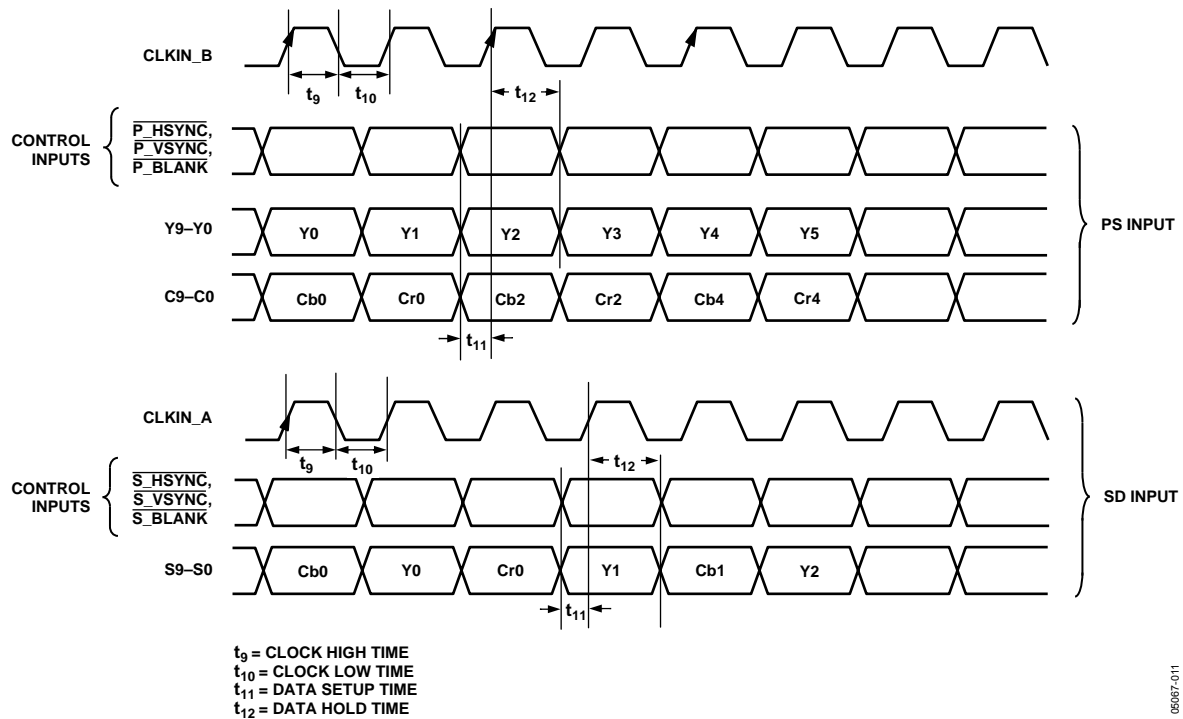 CLKIN_B
t9
t10
t12
CONTROL
INPUTS
P_HSYNC,
P_VSYNC,
P_BLANK
Y9–Y0
Y0
Y1
Y2
Y3
Y4
Y5
PS INPUT
C9–C0
Cb0
Cr0
Cb2
Cr2
Cb4
Cr4
t11
CLKIN_A
t9
t10
t12
CONTROL
INPUTS
S_HSYNC,
S_VSYNC,
S_BLANK
SD INPUT
S9–S0
Cb0
Y0
Cr0
Y1
Cb1
Y2
t11
t9 = CLOCK HIGH TIME
t10 = CLOCK LOW TIME
t11 = DATA SETUP TIME
t12 = DATA HOLD TIME
05067-011